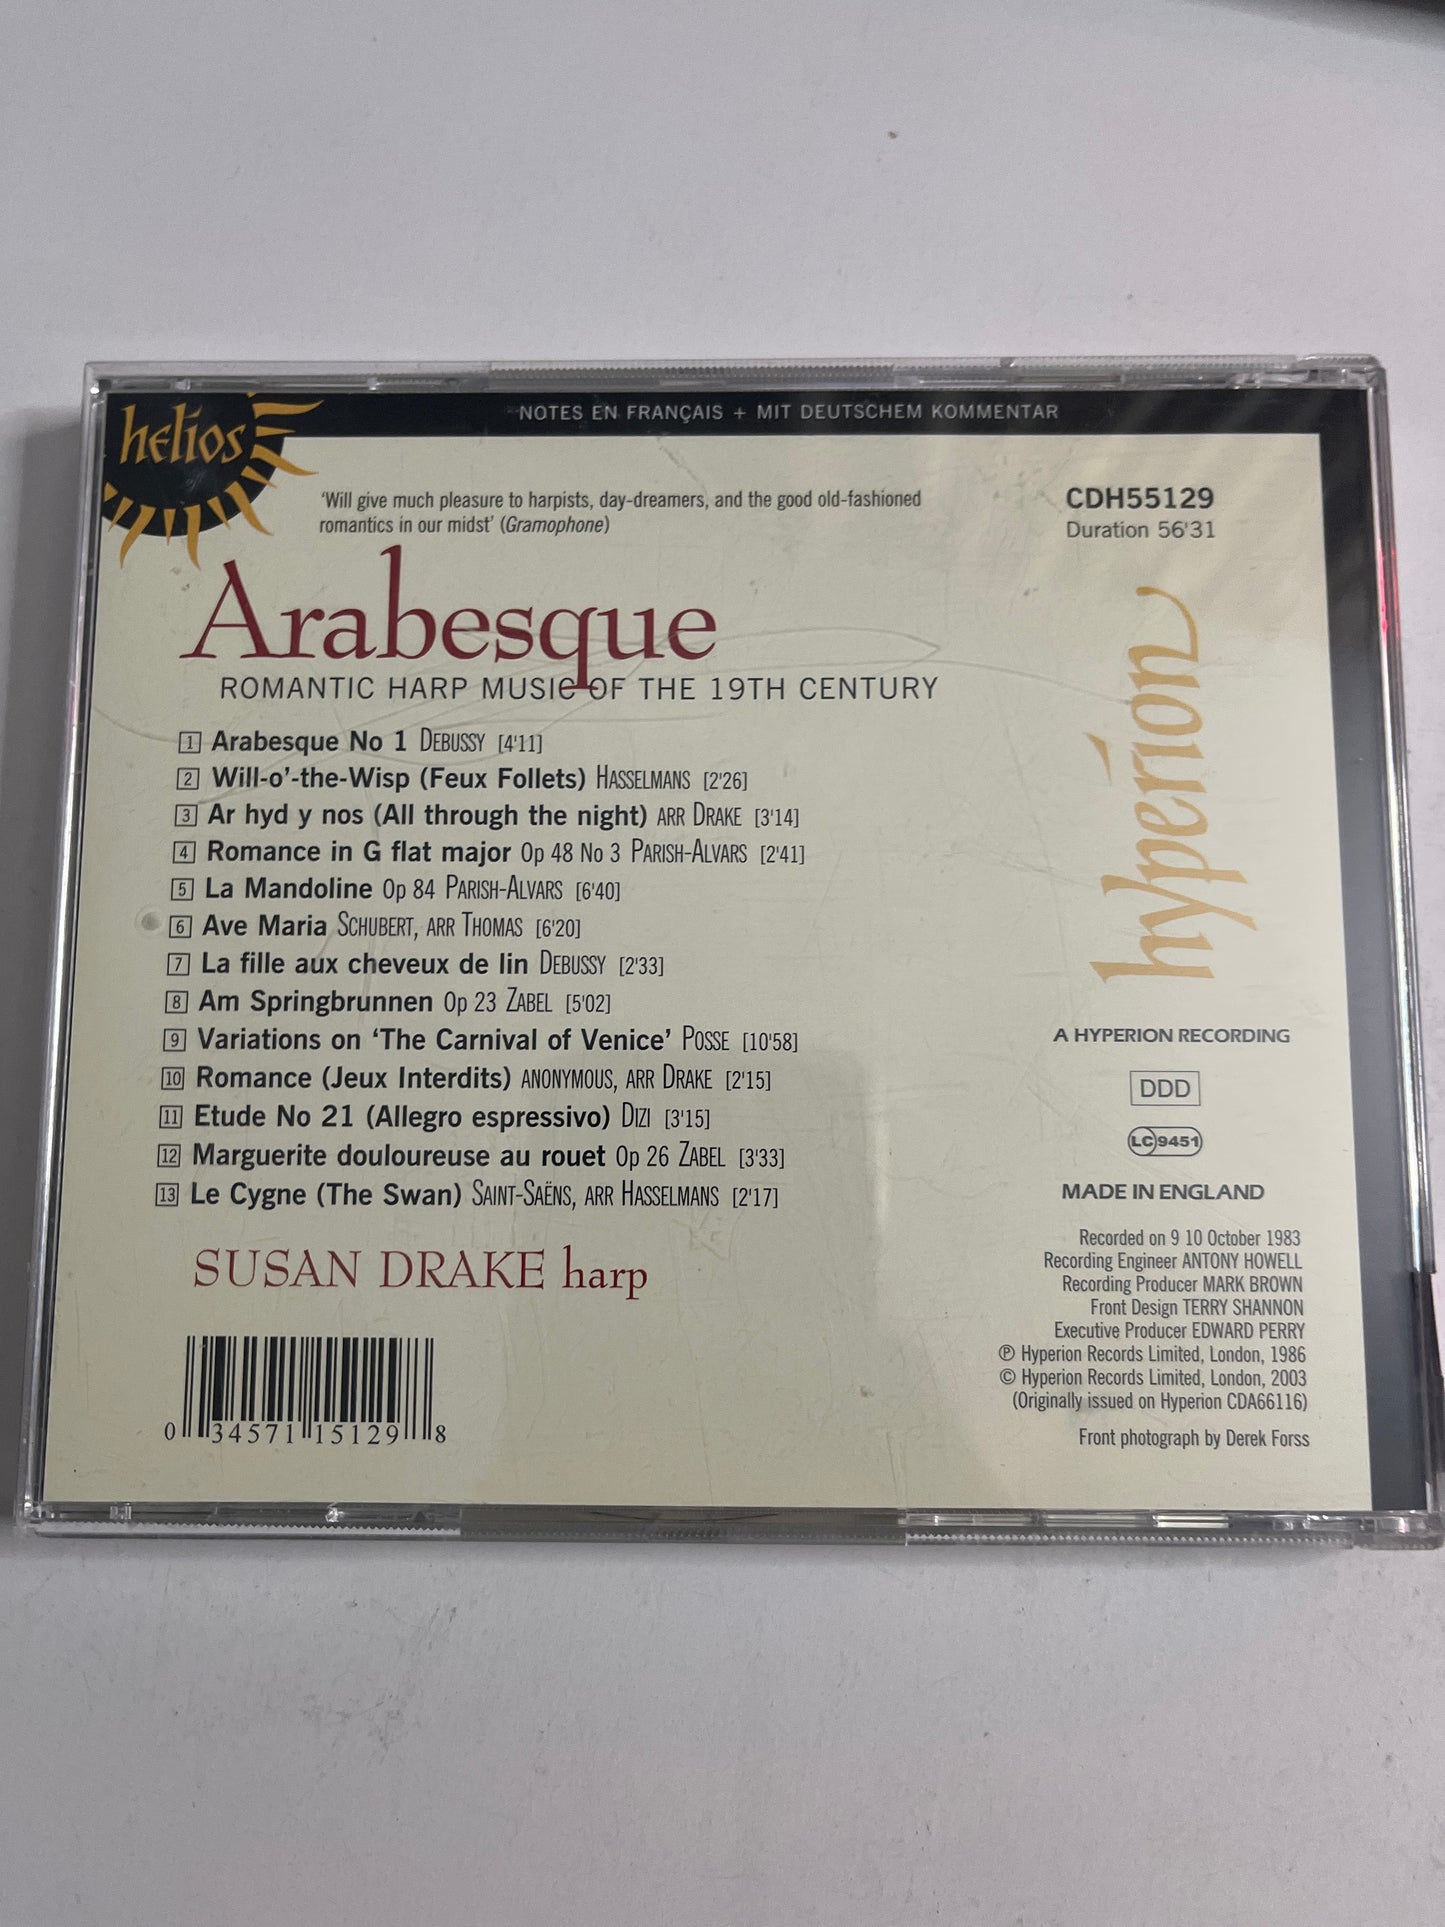 NOTES EN FRANÇAIS + MIT DEUTSCHEM KOMMENTAR
helios
'Will give much pleasure to harpists, day-dreamers, and the good old-fashioned
romantics in our midst' (Gramophone)
CDH55129
Duration 56'31
Arabesque
ROMANTIC HARP MUSIC OF THE 19TH CENTURY
1 Arabesque No 1 DEBUSSY [4'11]
2 Will-o'-the-Wisp (Feux Follets) HASSELMANS [2'26]
3 Ar hyd y nos (All through the night) ARR DRAKE [3'14]
4 Romance in G flat major Op 48 No 3 PARISH-ALVARS [2'41]
5 La Mandoline Op 84 PARISH-ALVARS [6'40]
6 Ave Maria SCHUBERT, ARR THOMAS [6'20]
7 La fille aux cheveux de lin DEBUSSY [2'33]
8 Am Springbrunnen Op 23 ZABEL [5'02]
9 Variations on 'The Carnival of Venice' POSSE [10'58]
10 Romance (Jeux Interdits) ANONYMOUS, ARR DRAKE [2'15]
11 Etude No 21 (Allegro espressivo) DIZI [3'15]
12 Marguerite douloureuse au rouet Op 26 ZABEL [3'33]
13 Le Cygne (The Swan) SAINT-SAËNS, ARR HASSELMANS [2'17]
SUSAN DRAKE harp
0 34571 15129 8
hyperion
A HYPERION RECORDING
DDD
LC 9451
MADE IN ENGLAND
Recorded on 9 10 October 1983
Recording Engineer ANTONY HOWELL
Recording Producer MARK BROWN
Front Design TERRY SHANNON
Executive Producer EDWARD PERRY
℗ Hyperion Records Limited, London, 1986
© Hyperion Records Limited, London, 2003
(Originally issued on Hyperion CDA66116)
Front photograph by Derek Forss